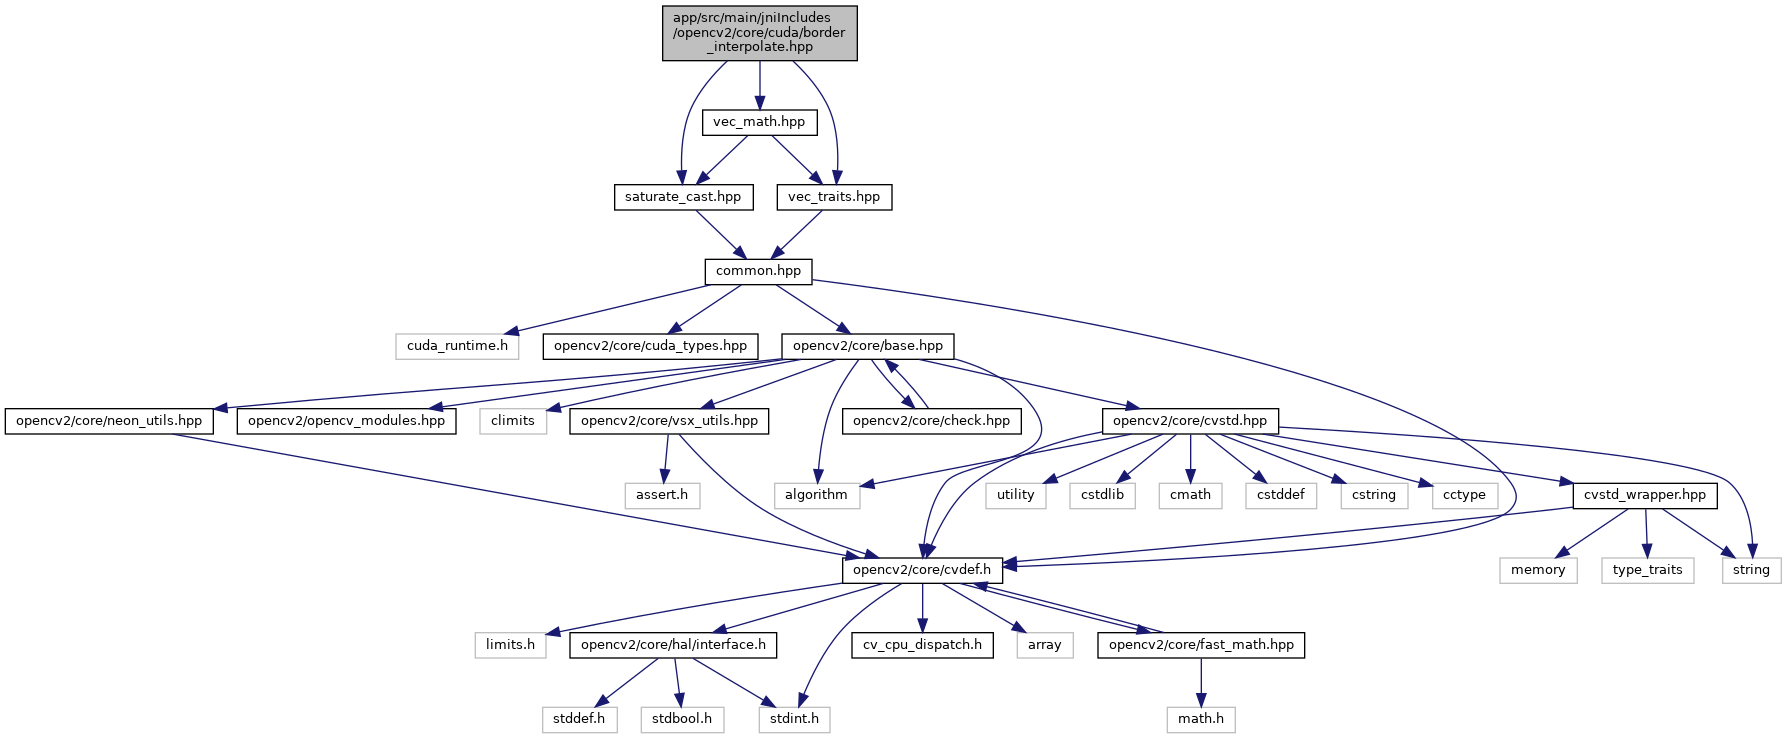 app/src/main/jniIncludes
/opencv2/core/cuda/border
_interpolate.hpp
vec_math.hpp
saturate_cast.hpp
vec_traits.hpp
common.hpp
cuda_runtime.h
opencv2/core/cuda_types.hpp
opencv2/core/base.hpp
opencv2/core/neon_utils.hpp
opencv2/opencv_modules.hpp
climits
opencv2/core/vsx_utils.hpp
opencv2/core/check.hpp
opencv2/core/cvstd.hpp
assert.h
algorithm
utility
cstdlib
cmath
cstddef
cstring
cctype
cvstd_wrapper.hpp
opencv2/core/cvdef.h
memory
type_traits
string
limits.h
opencv2/core/hal/interface.h
cv_cpu_dispatch.h
array
opencv2/core/fast_math.hpp
stddef.h
stdbool.h
stdint.h
math.h